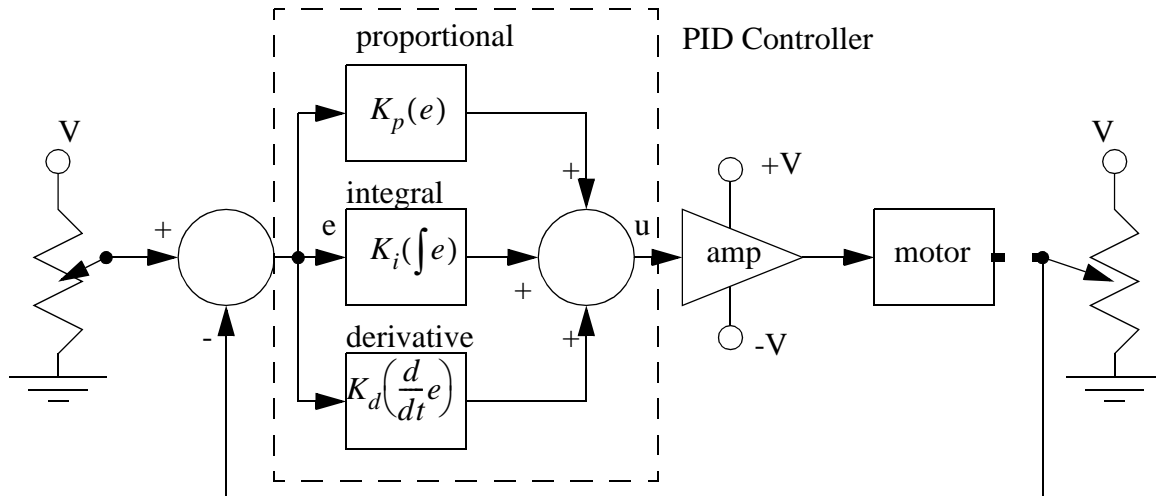 proportional
PID Controller
K_p(e)
V
V
+
+V
integral
+
e
K_i(∫e)
u
amp
motor
+
-
derivative
+
-V
K_d(d/dt e)